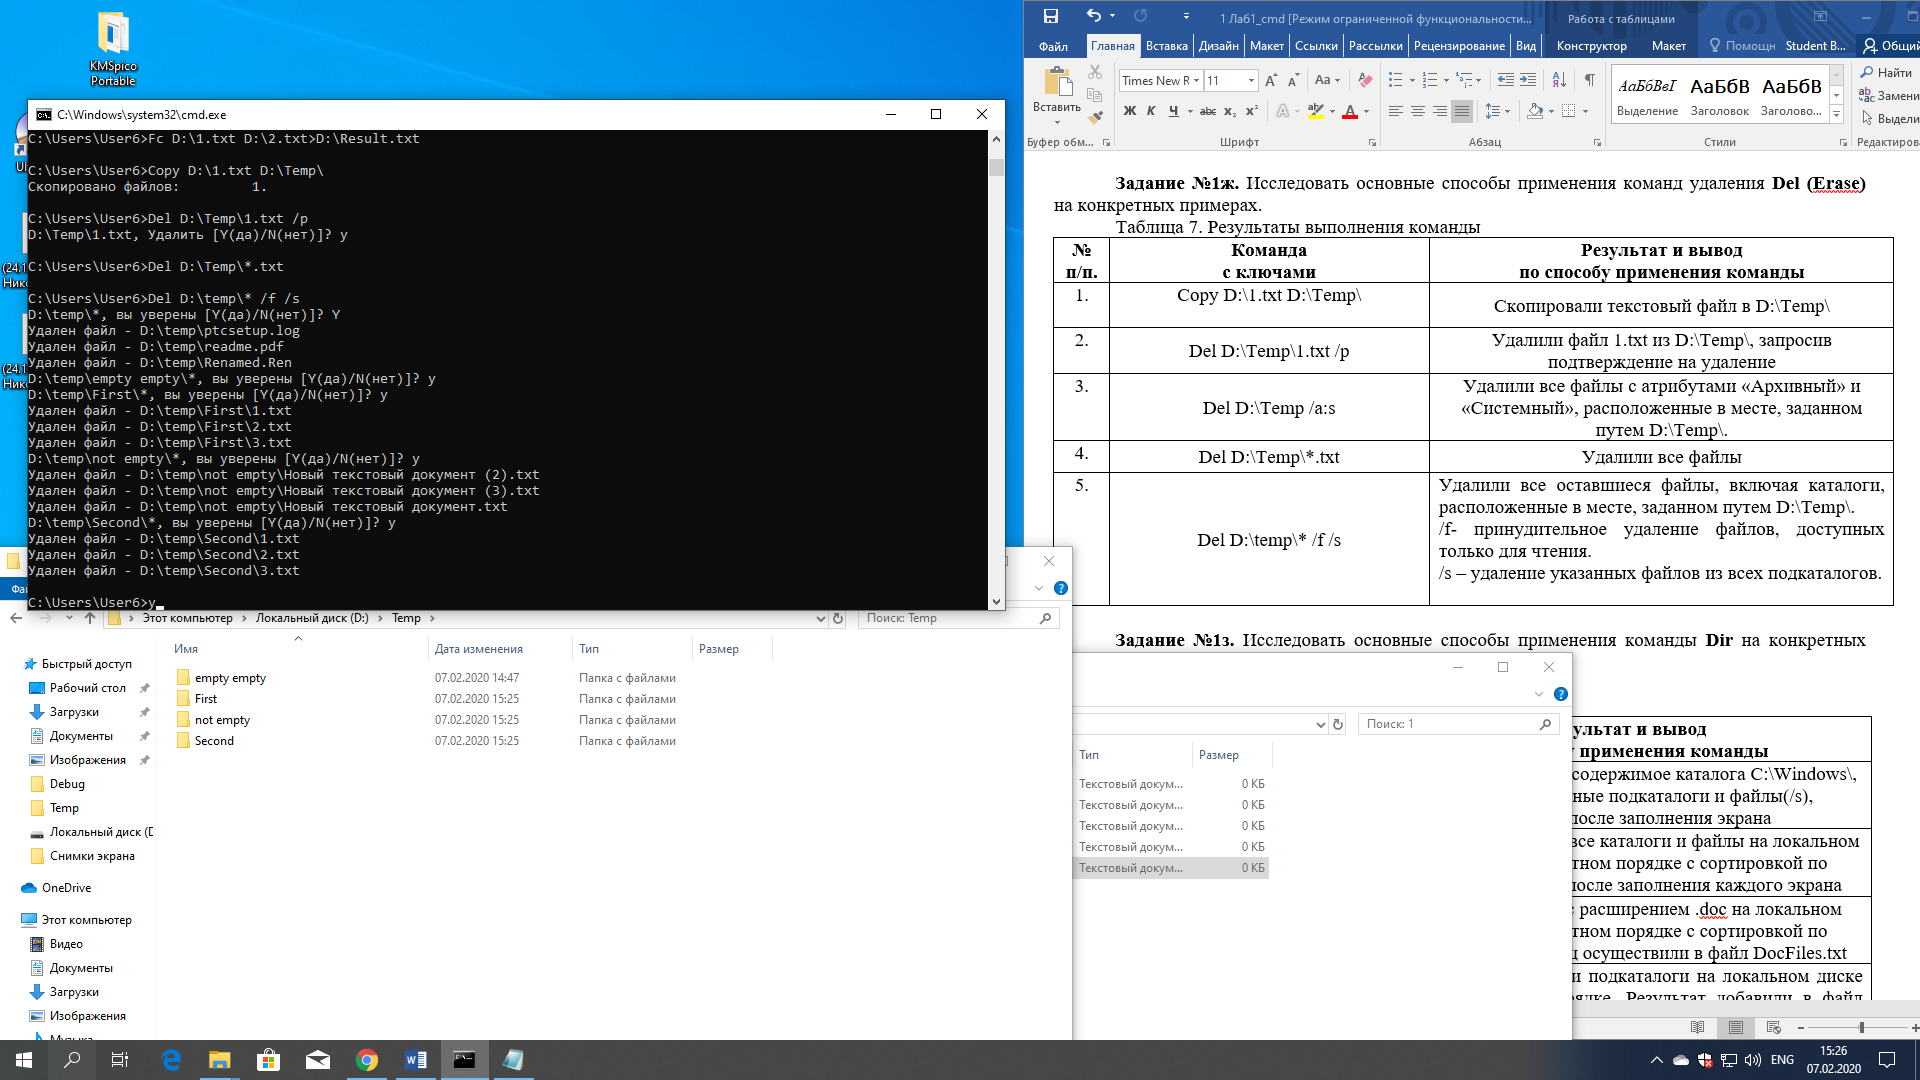 KMSpico
Portable
C:\Windows\system32\cmd.exe
C:\Users\User6>Fc D:\1.txt D:\2.txt>D:\Result.txt
C:\Users\User6>Copy D:\1.txt D:\Temp\
Скопировано файлов:         1.
C:\Users\User6>Del D:\Temp\1.txt /p
D:\Temp\1.txt, Удалить [Y(да)/N(нет)]? y
C:\Users\User6>Del D:\Temp\*.txt
C:\Users\User6>Del D:\temp\* /f /s
D:\temp\*, вы уверены [Y(да)/N(нет)]? Y
Удален файл - D:\temp\ptcsetup.log
Удален файл - D:\temp\readme.pdf
Удален файл - D:\temp\Renamed.Ren
D:\temp\empty empty\*, вы уверены [Y(да)/N(нет)]? y
D:\temp\First\*, вы уверены [Y(да)/N(нет)]? y
Удален файл - D:\temp\First\1.txt
Удален файл - D:\temp\First\2.txt
Удален файл - D:\temp\First\3.txt
D:\temp\not empty\*, вы уверены [Y(да)/N(нет)]? y
Удален файл - D:\temp\not empty\Новый текстовый документ (2).txt
Удален файл - D:\temp\not empty\Новый текстовый документ (3).txt
Удален файл - D:\temp\not empty\Новый текстовый документ.txt
D:\temp\Second\*, вы уверены [Y(да)/N(нет)]? y
Удален файл - D:\temp\Second\1.txt
Удален файл - D:\temp\Second\2.txt
Удален файл - D:\temp\Second\3.txt
C:\Users\User6>y
Этот компьютер > Локальный диск (D:) > Temp >
Поиск: Temp
Имя Дата изменения Тип Размер
empty empty 07.02.2020 14:47 Папка с файлами
First 07.02.2020 15:25 Папка с файлами
not empty 07.02.2020 15:25 Папка с файлами
Second 07.02.2020 15:25 Папка с файлами
Быстрый доступ
Рабочий стол
Загрузки
Документы
Изображения
Debug
Temp
Локальный диск (D
Снимки экрана
OneDrive
Этот компьютер
Видео
Документы
Загрузки
Изображения
Музыка
1 Лаб1_cmd [Режим ограниченной функциональности...
Работа с таблицами
Файл Главная Вставка Дизайн Макет Ссылки Рассылки Рецензирование Вид Конструктор Макет Помощн Student B... Общий
Вставить
Times New R 11
Ж К Ч abc x₂ x²
АаБбВвГ АаБбВ АаБбВ
Выделение Заголовок Заголово...
Найти
Замени
Выдели
Буфер обм... Шрифт Абзац Стили Редактиров
Задание №1ж. Исследовать основные способы применения команд удаления Del (Erase)
на конкретных примерах.
Таблица 7. Результаты выполнения команды
№ п/п. Команда с ключами Результат и вывод по способу применения команды
1. Copy D:\1.txt D:\Temp\ Скопировали текстовый файл в D:\Temp\
2. Del D:\Temp\1.txt /p Удалили файл 1.txt из D:\Temp\, запросив
подтверждение на удаление
3. Del D:\Temp /a:s Удалили все файлы с атрибутами «Архивный» и
«Системный», расположенные в месте, заданном
путем D:\Temp\.
4. Del D:\Temp\*.txt Удалили все файлы
5. Del D:\temp\* /f /s Удалили все оставшиеся файлы, включая каталоги,
расположенные в месте, заданном путем D:\Temp\.
/f- принудительное удаление файлов, доступных
только для чтения.
/s – удаление указанных файлов из всех подкаталогов.
Задание №1з. Исследовать основные способы применения команды Dir на конкретных
Поиск: 1
Тип Размер
Текстовый докум... 0 КБ
Текстовый докум... 0 КБ
Текстовый докум... 0 КБ
Текстовый докум... 0 КБ
Текстовый докум... 0 КБ
ультат и вывод
применения команды
содержимое каталога C:\Windows\,
ные подкаталоги и файлы(/s),
после заполнения экрана
все каталоги и файлы на локальном
тном порядке с сортировкой по
после заполнения каждого экрана
с расширением .doc на локальном
тном порядке с сортировкой по
д осуществили в файл DocFiles.txt
и подкаталоги на локальном диске
рядке. Результат добавили в файл
ENG
15:26
07.02.2020